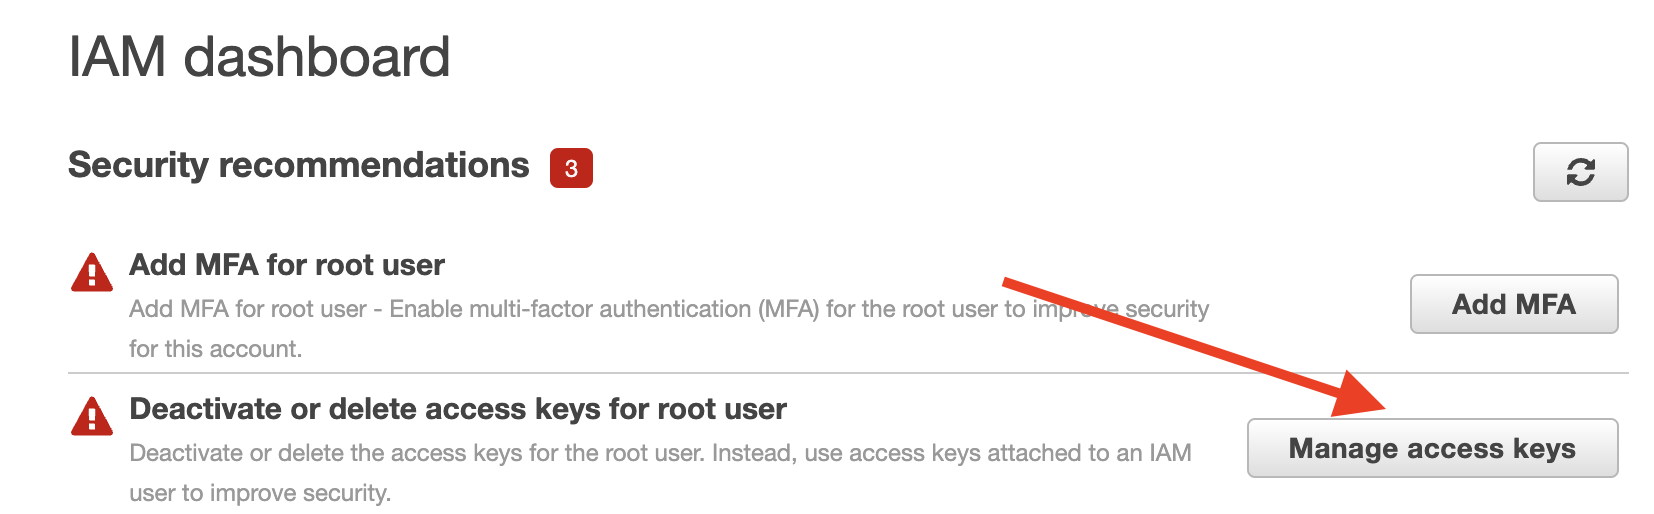 IAM dashboard
Security recommendations 3
Add MFA for root user
Add MFA for root user - Enable multi-factor authentication (MFA) for the root user to improve security
for this account.
Add MFA
Deactivate or delete access keys for root user
Deactivate or delete the access keys for the root user. Instead, use access keys attached to an IAM
user to improve security.
Manage access keys